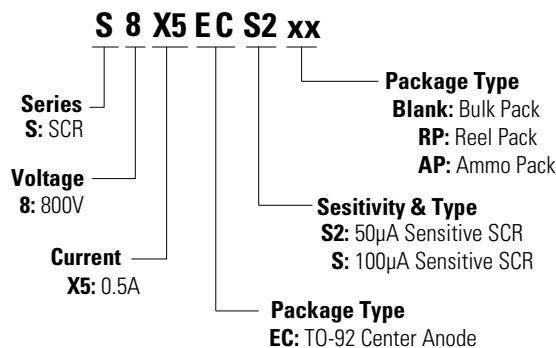 S 8 X5 EC S2 xx
Package Type
Blank: Bulk Pack
RP: Reel Pack
AP: Ammo Pack
Series
S: SCR
Voltage
8: 800V
Sesitivity & Type
S2: 50µA Sensitive SCR
S: 100µA Sensitive SCR
Current
X5: 0.5A
Package Type
EC: TO-92 Center Anode